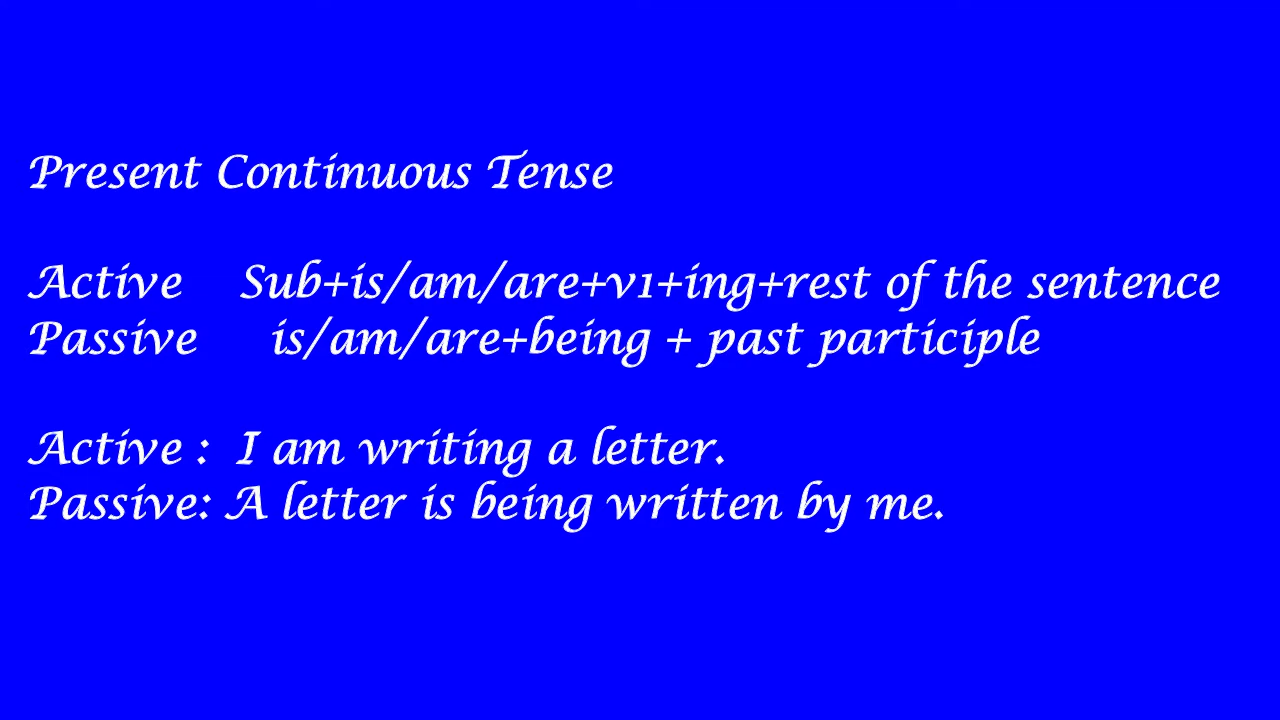 Present Continuous Tense
Active Sub+is/am/are+v1+ing+rest of the sentence
Passive is/am/are+being + past participle
Active : I am writing a letter.
Passive: A letter is being written by me.